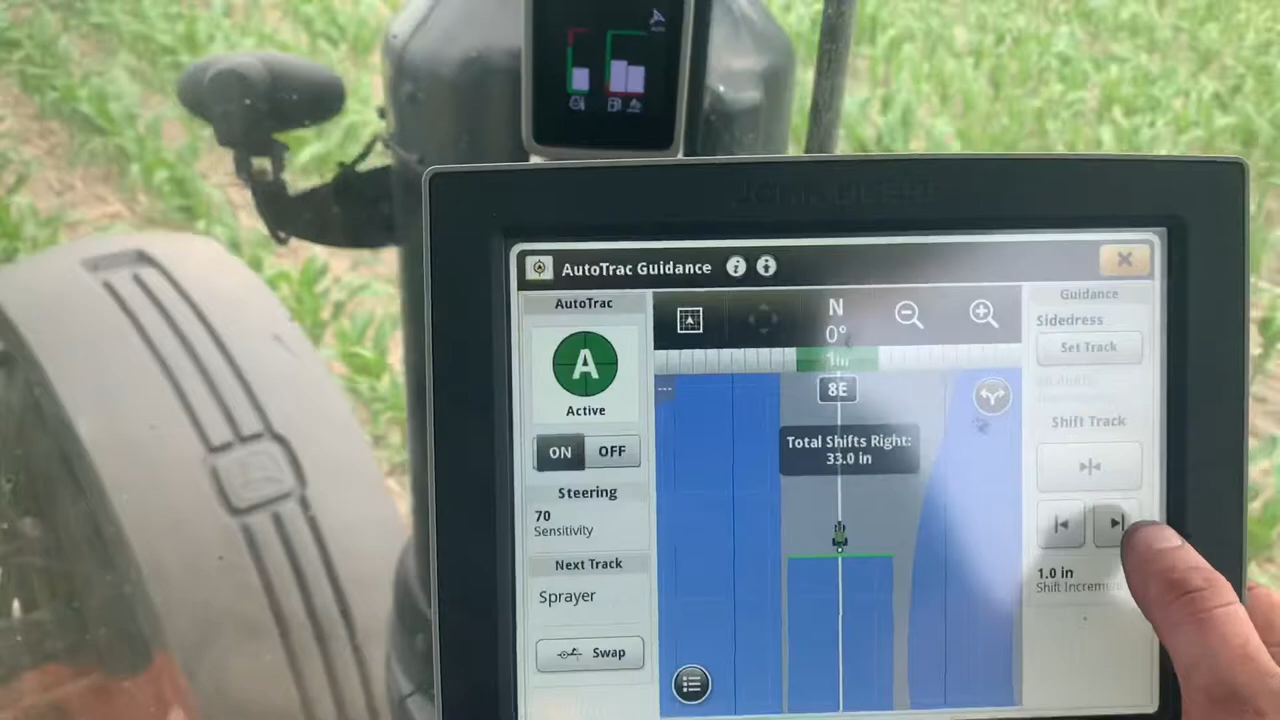 JOHN DEERE
AutoTrac Guidance
AutoTrac
A
Active
ON OFF
Steering
70
Sensitivity
Next Track
Sprayer
Swap
N
0°
8E
Total Shifts Right:
33.0 in
Guidance
Sidedress
Set Track
Shift Track
1.0 in
Shift Increme